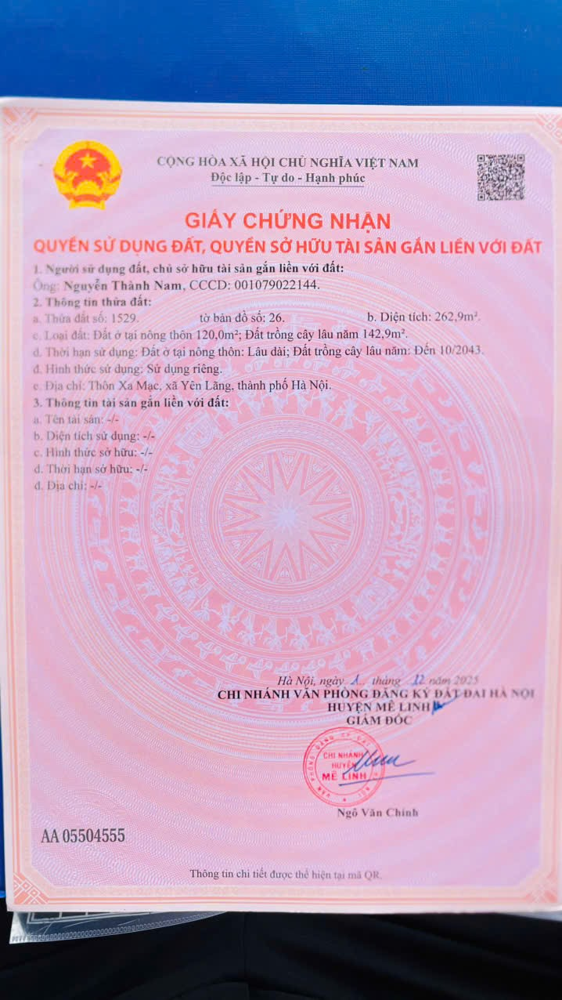 CỘNG HÒA XÃ HỘI CHỦ NGHĨA VIỆT NAM
Độc lập - Tự do - Hạnh phúc
GIẤY CHỨNG NHẬN
QUYỀN SỬ DỤNG ĐẤT, QUYỀN SỞ HỮU TÀI SẢN GẮN LIỀN VỚI ĐẤT
1. Người sử dụng đất, chủ sở hữu tài sản gắn liền với đất:
Ông: Nguyễn Thành Nam, CCCD: 001079022144.
2. Thông tin thửa đất:
a. Thửa đất số: 1529. tờ bản đồ số: 26. b. Diện tích: 262,9m².
c. Loại đất: Đất ở tại nông thôn 120,0m²; Đất trồng cây lâu năm 142,9m².
d. Thời hạn sử dụng: Đất ở tại nông thôn: Lâu dài; Đất trồng cây lâu năm: Đến 10/2043.
đ. Hình thức sử dụng: Sử dụng riêng.
e. Địa chỉ: Thôn Xa Mạc, xã Yên Lãng, thành phố Hà Nội.
3. Thông tin tài sản gắn liền với đất:
a. Tên tài sản: -/-
b. Diện tích sử dụng: -/-
c. Hình thức sở hữu: -/-
d. Thời hạn sở hữu: -/-
đ. Địa chỉ: -/-
Hà Nội, ngày 1 tháng 12 năm 2025
CHI NHÁNH VĂN PHÒNG ĐĂNG KÝ ĐẤT ĐAI HÀ NỘI
HUYỆN MÊ LINH
GIÁM ĐỐC
CHI NHÁNH
HUYỆN
MÊ LINH
Ngô Văn Chính
AA 05504555
Thông tin chi tiết được thể hiện tại mã QR.